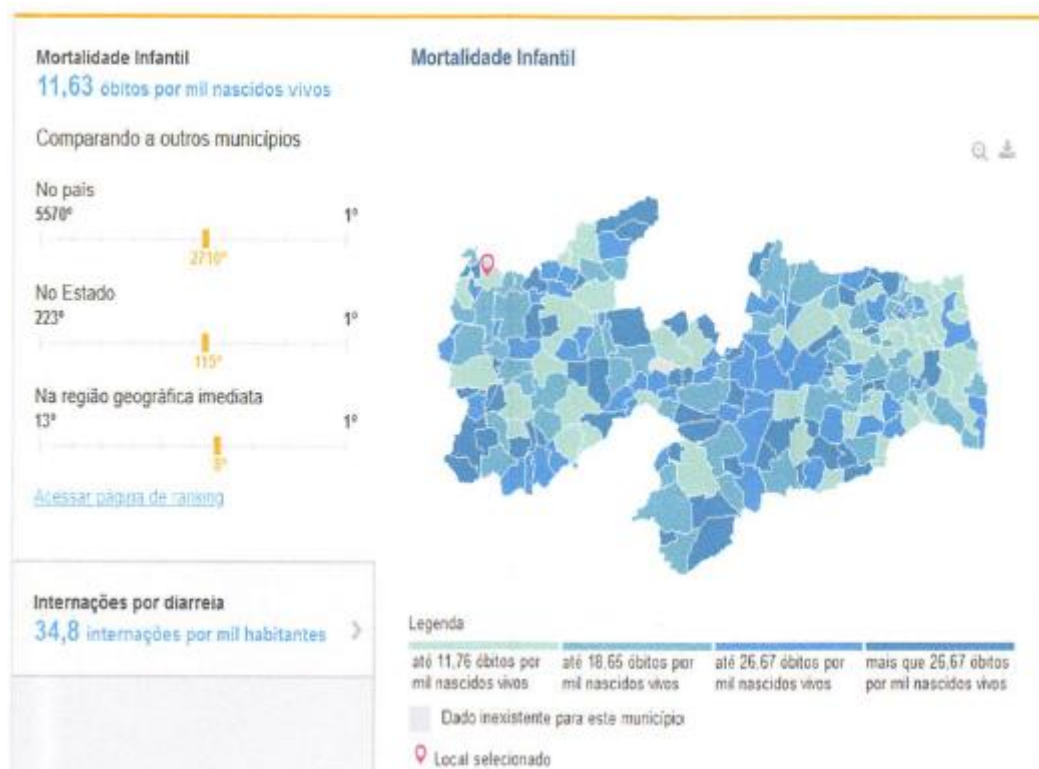 Mortalidade Infantil
11,63 óbitos por mil nascidos vivos
Comparando a outros municípios
No país
5570º 1º
2710º
No Estado
223º 1º
115º
Na região geográfica imediata
13º 1º
Acessar página de ranking
Internações por diarreia
34,8 internações por mil habitantes
Mortalidade Infantil
Legenda
até 11,76 óbitos por
mil nascidos vivos
até 18,65 óbitos por
mil nascidos vivos
até 26,67 óbitos por
mil nascidos vivos
mais que 26,67 óbitos
por mil nascidos vivos
Dado inexistente para este município
Local selecionado